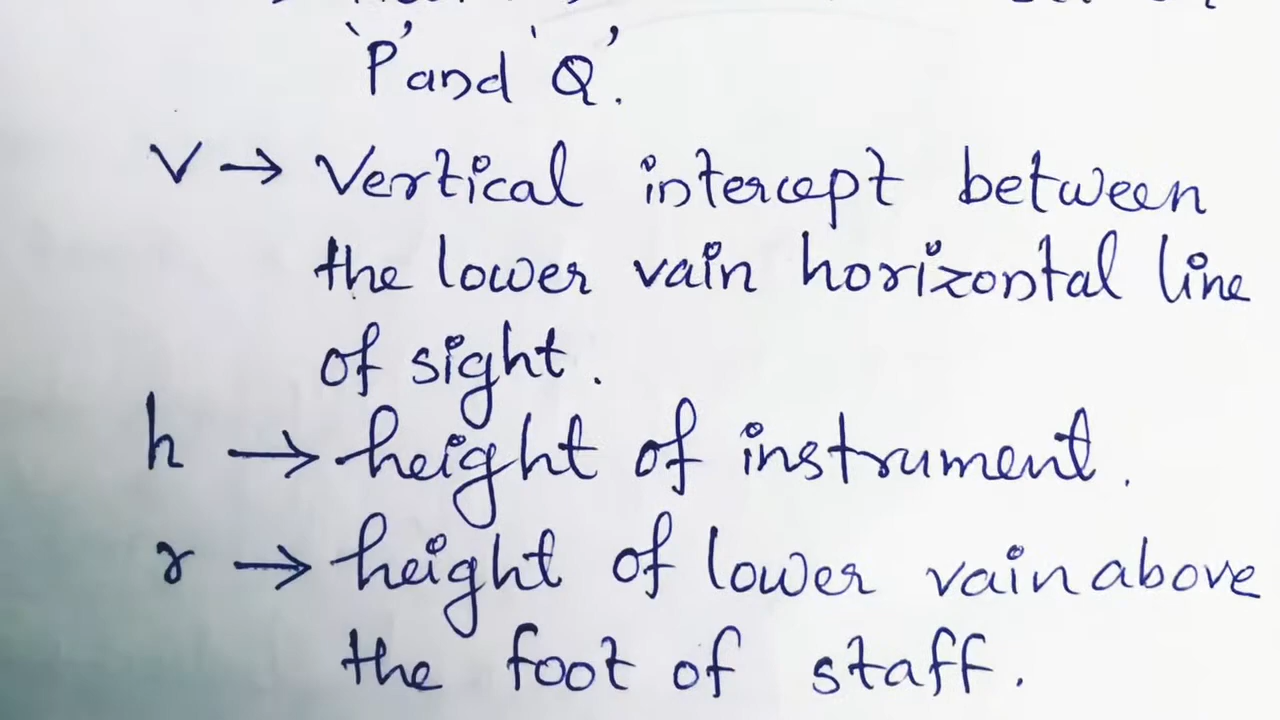 'P' and 'Q'.
V → Vertical intercept between
the lower vain horizontal line
of sight.
h → height of instrument.
r → height of lower vain above
the foot of staff.